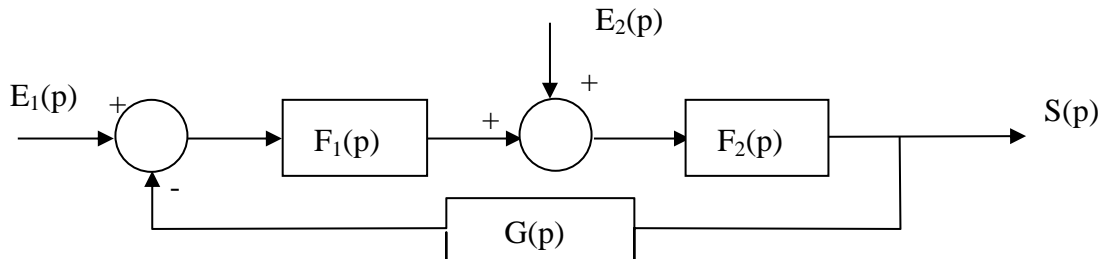 E₂(p)
E₁(p)
+
+
S(p)
+
F₁(p)
F₂(p)
-
G(p)